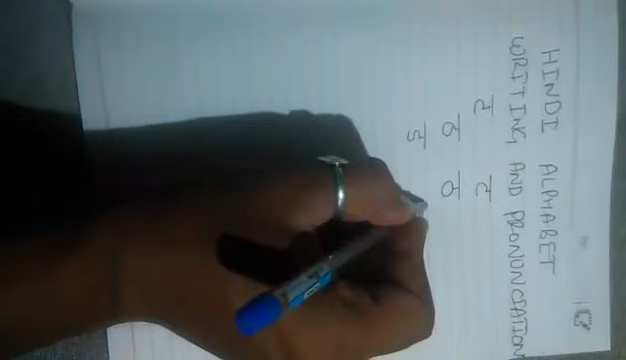 HINDI ALPHABET
WRITING AND PRONUNCIATION
ट ट
ठ ठ
ड